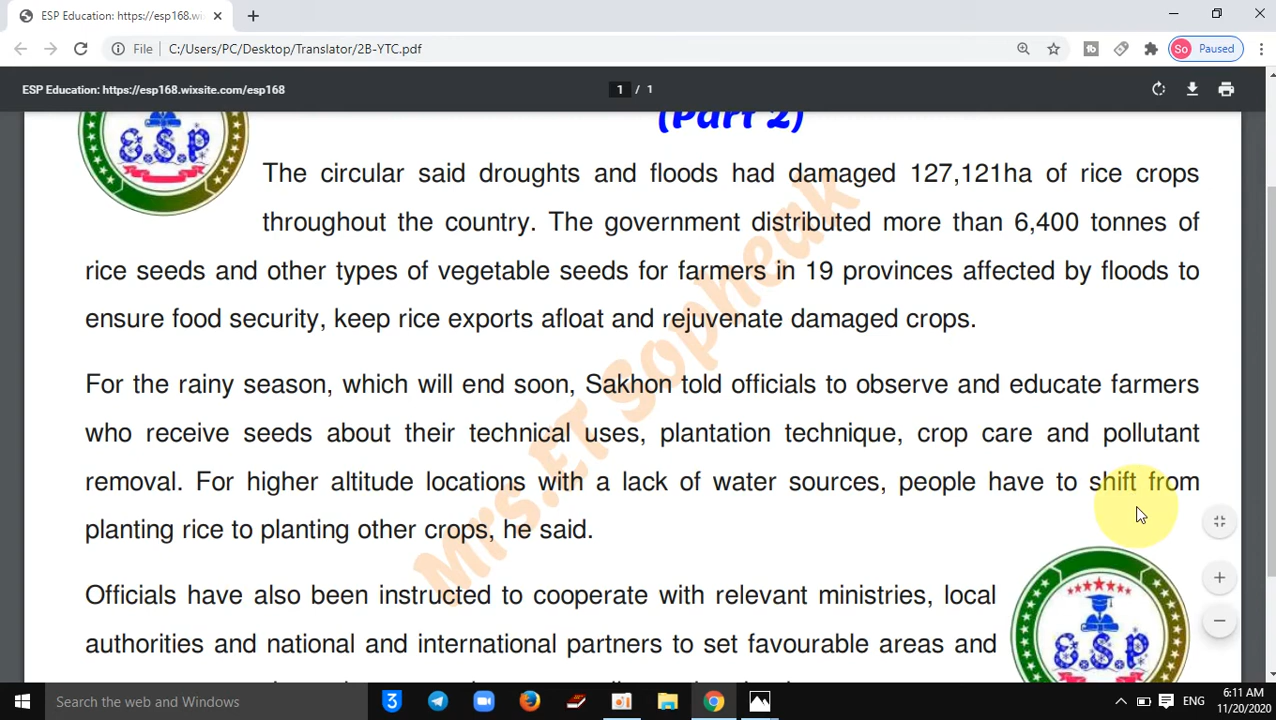 ESP Education: https://esp168.wi
File
C:/Users/PC/Desktop/Translator/2B-YTC.pdf
So Paused
ESP Education: https://esp168.wixsite.com/esp168
1 / 1
(Part 2)
E.S.P
The circular said droughts and floods had damaged 127,121ha of rice crops
throughout the country. The government distributed more than 6,400 tonnes of
rice seeds and other types of vegetable seeds for farmers in 19 provinces affected by floods to
ensure food security, keep rice exports afloat and rejuvenate damaged crops.
For the rainy season, which will end soon, Sakhon told officials to observe and educate farmers
who receive seeds about their technical uses, plantation technique, crop care and pollutant
removal. For higher altitude locations with a lack of water sources, people have to shift from
planting rice to planting other crops, he said.
Officials have also been instructed to cooperate with relevant ministries, local
authorities and national and international partners to set favourable areas and
E.S.P
Mrs.ET Sopheak
Search the web and Windows
ENG
6:11 AM
11/20/2020